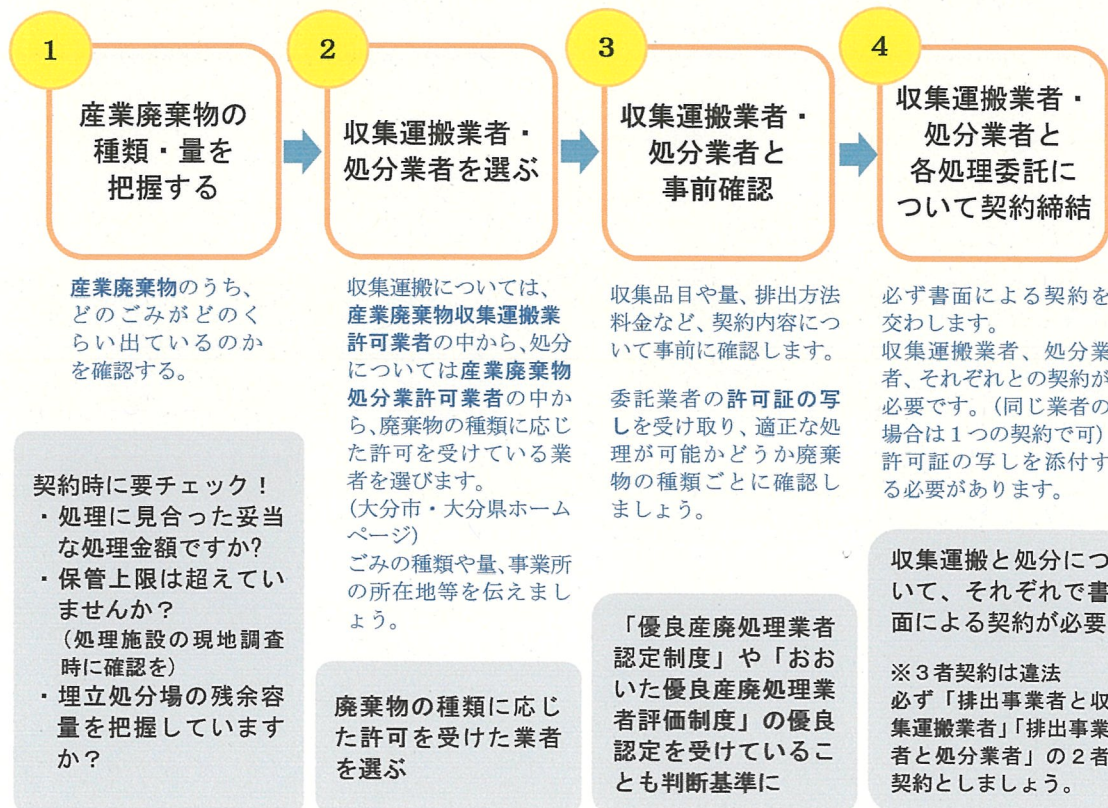 1
産業廃棄物の
種類・量を
把握する
産業廃棄物のうち、
どのごみがどのく
らい出ているのか
を確認する。
契約時に要チェック！
・処理に見合った妥当
な処理金額ですか?
・保管上限は超えてい
ませんか？
(処理施設の現地調査
時に確認を)
・埋立処分場の残余容
量を把握しています
か？
2
収集運搬業者・
処分業者を選ぶ
収集運搬については、
産業廃棄物収集運搬業
許可業者の中から、処分
については産業廃棄物
処分業許可業者の中か
ら、廃棄物の種類に応じ
た許可を受けている業
者を選びます。
(大分市・大分県ホーム
ページ)
ごみの種類や量、事業所
の所在地等を伝えまし
ょう。
廃棄物の種類に応じ
た許可を受けた業者
を選ぶ
3
収集運搬業者・
処分業者と
事前確認
収集品目や量、排出方法
料金など、契約内容につ
いて事前に確認します。
委託業者の許可証の写
しを受け取り、適正な処
理が可能かどうか廃棄
物の種類ごとに確認し
ましょう。
「優良産廃処理業者
認定制度」や「おお
いた優良産廃処理業
者評価制度」の優良
認定を受けているこ
とも判断基準に
4
収集運搬業者・
処分業者と
各処理委託に
ついて契約締結
必ず書面による契約を
交わします。
収集運搬業者、処分業
者、それぞれとの契約が
必要です。(同じ業者の
場合は１つの契約で可)
許可証の写しを添付す
る必要があります。
収集運搬と処分につ
いて、それぞれで書
面による契約が必要
※３者契約は違法
必ず「排出事業者と収
集運搬業者」「排出事業
者と処分業者」の２者
契約としましょう。